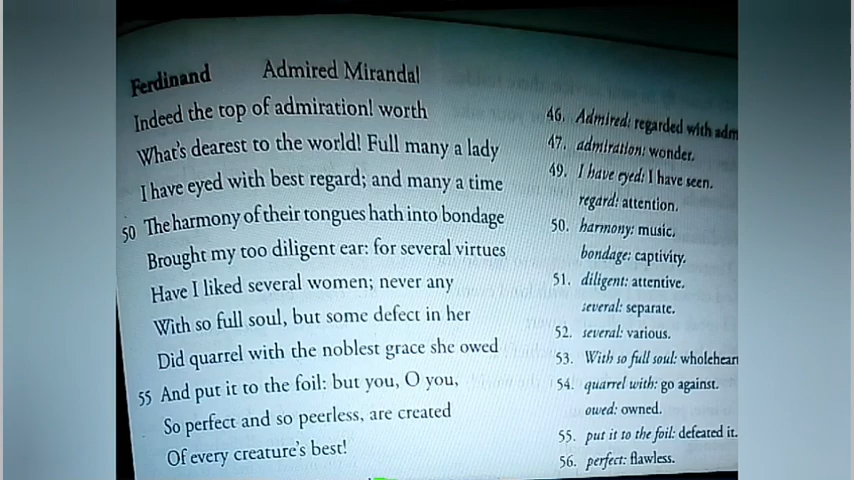 Ferdinand Admired Miranda!
Indeed the top of admiration! worth
What's dearest to the world! Full many a lady
I have eyed with best regard; and many a time
50 The harmony of their tongues hath into bondage
Brought my too diligent ear: for several virtues
Have I liked several women; never any
With so full soul, but some defect in her
Did quarrel with the noblest grace she owed
55 And put it to the foil: but you, O you,
So perfect and so peerless, are created
Of every creature's best!
46. Admired: regarded with adm
47. admiration: wonder.
49. I have eyed: I have seen.
regard: attention.
50. harmony: music.
bondage: captivity.
51. diligent: attentive.
several: separate.
52. several: various.
53. With so full soul: wholehear
54. quarrel with: go against.
owed: owned.
55. put it to the foil: defeated it.
56. perfect: flawless.